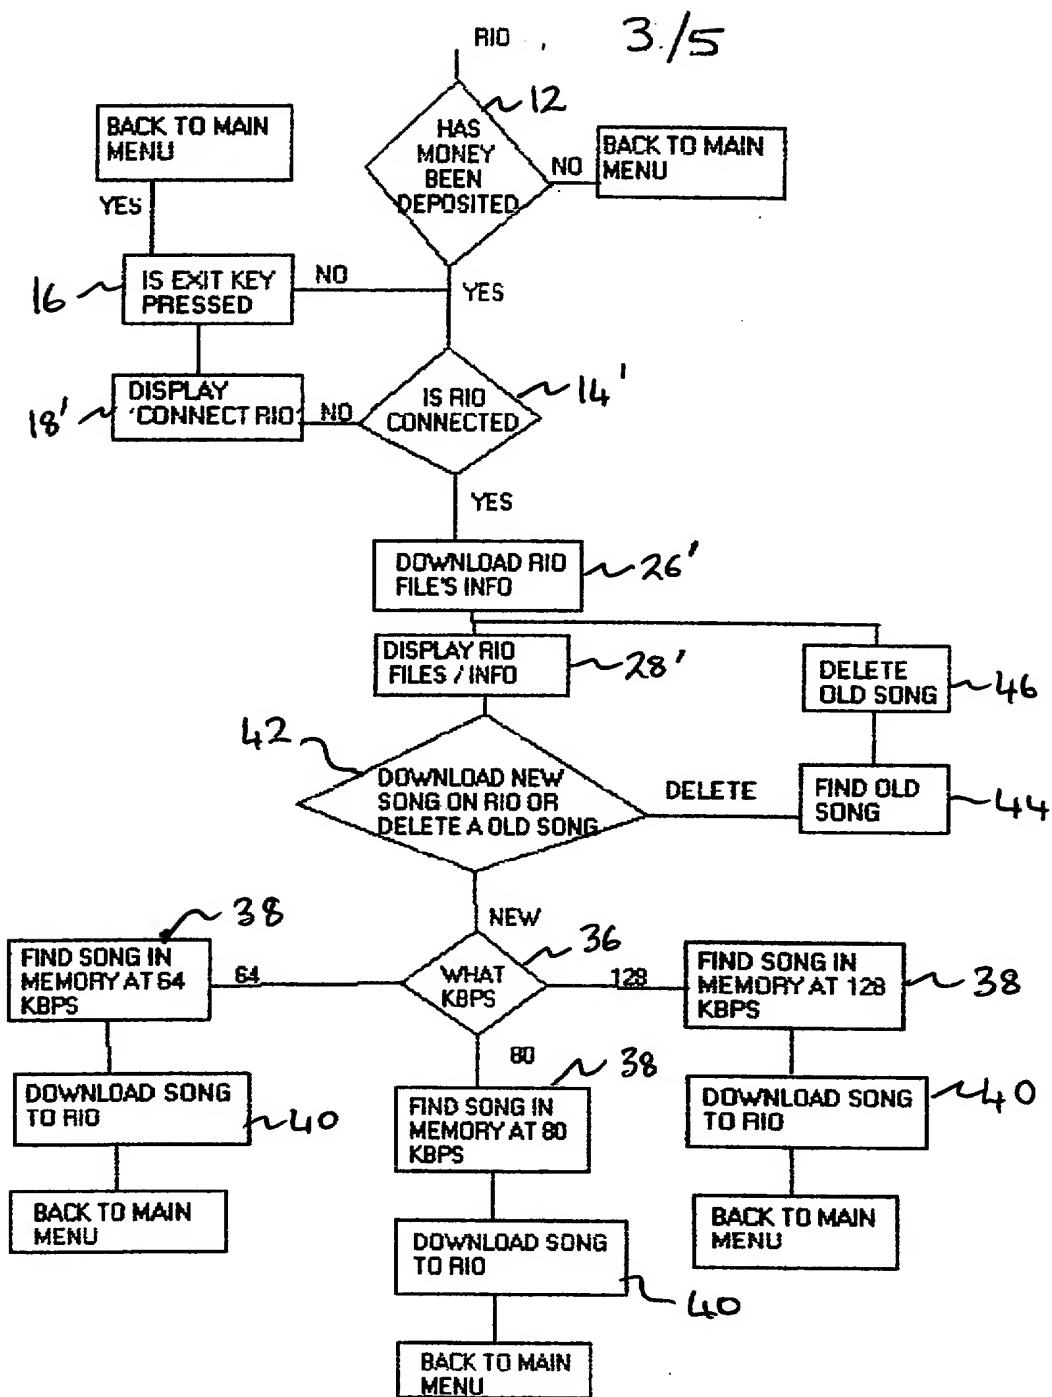 RIO
3/5
12
HAS
MONEY
BEEN
DEPOSITED
NO
BACK TO MAIN
MENU
BACK TO MAIN
MENU
YES
16
IS EXIT KEY
PRESSED
NO
YES
18'
DISPLAY
'CONNECT RIO'
NO
IS RIO
CONNECTED
14'
YES
DOWNLOAD RIO
FILE'S INFO
26'
DISPLAY RIO
FILES / INFO
28'
DELETE
OLD SONG
46
42
DOWNLOAD NEW
SONG ON RIO OR
DELETE A OLD SONG
DELETE
FIND OLD
SONG
44
NEW
38
FIND SONG IN
MEMORY AT 64
KBPS
64
WHAT
KBPS
36
128
FIND SONG IN
MEMORY AT 128
KBPS
38
80
38
DOWNLOAD SONG
TO RIO
40
FIND SONG IN
MEMORY AT 80
KBPS
DOWNLOAD SONG
TO RIO
40
BACK TO MAIN
MENU
DOWNLOAD SONG
TO RIO
40
BACK TO MAIN
MENU
BACK TO MAIN
MENU